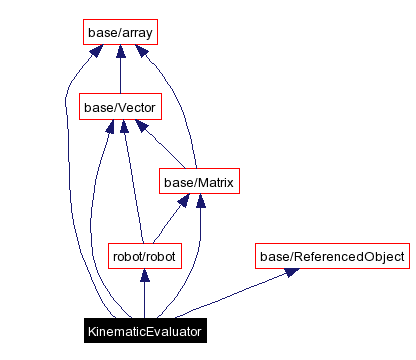 base/array
base/Vector
base/Matrix
robot/robot
base/ReferencedObject
KinematicEvaluator